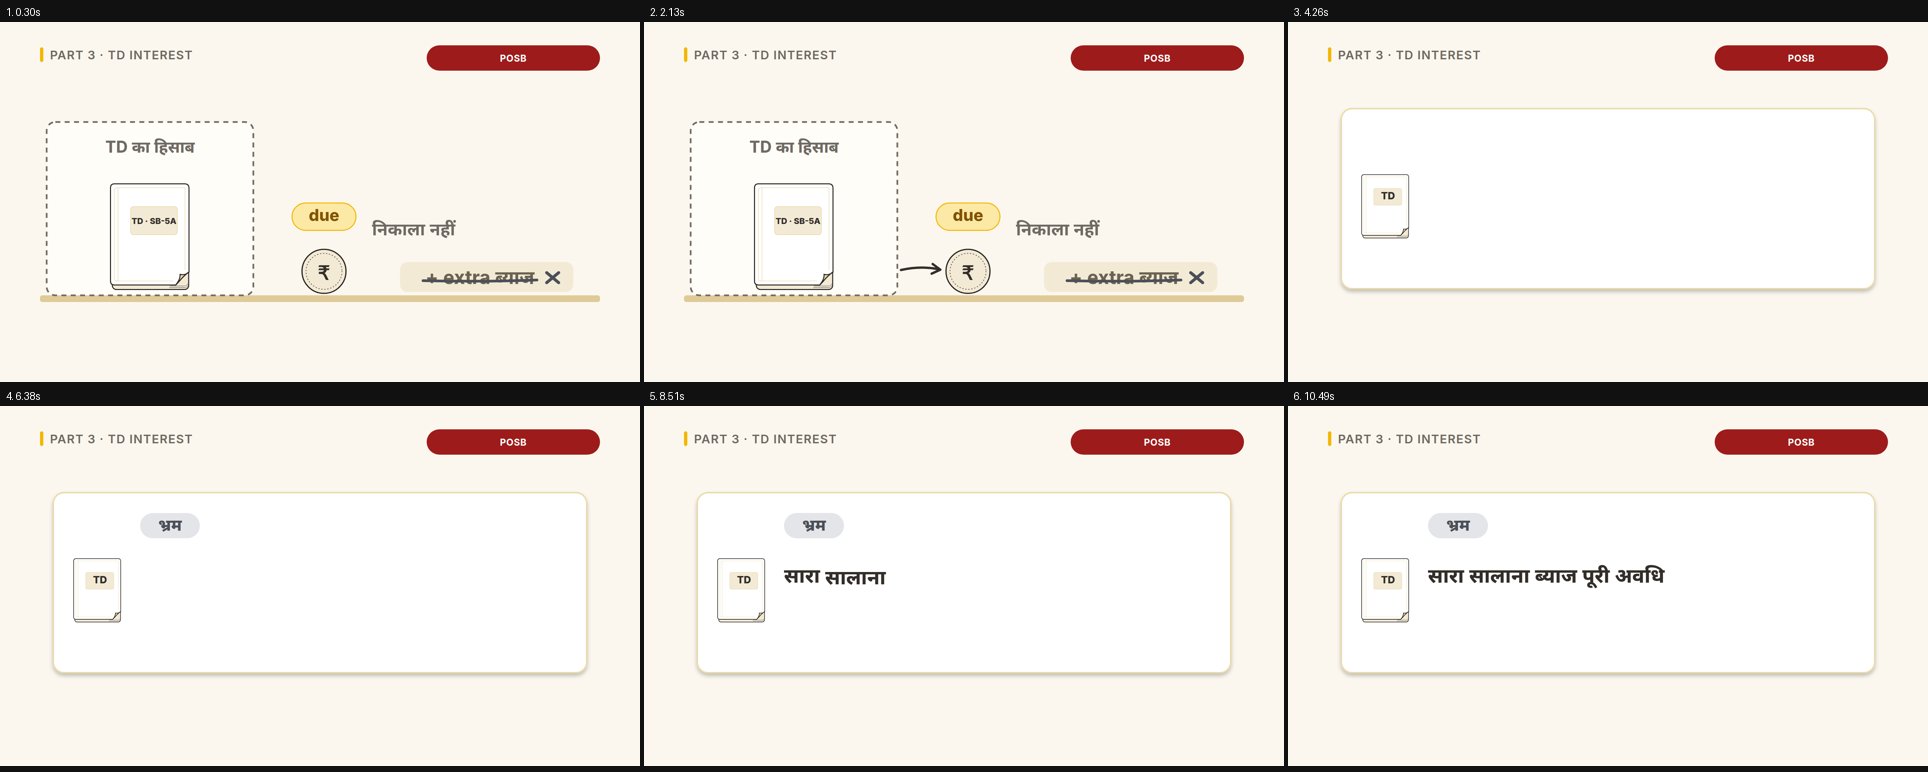 1. 0.30s
PART 3 · TD INTEREST
POSB
TD का हिसाब
TD · SB-5A
due
निकाला नहीं
₹
+ extra ब्याज
2. 2.13s
PART 3 · TD INTEREST
POSB
TD का हिसाब
TD · SB-5A
due
निकाला नहीं
₹
+ extra ब्याज
3. 4.26s
PART 3 · TD INTEREST
POSB
TD
4. 6.38s
PART 3 · TD INTEREST
POSB
भ्रम
TD
5. 8.51s
PART 3 · TD INTEREST
POSB
भ्रम
TD
सारा सालाना
6. 10.49s
PART 3 · TD INTEREST
POSB
भ्रम
TD
सारा सालाना ब्याज पूरी अवधि